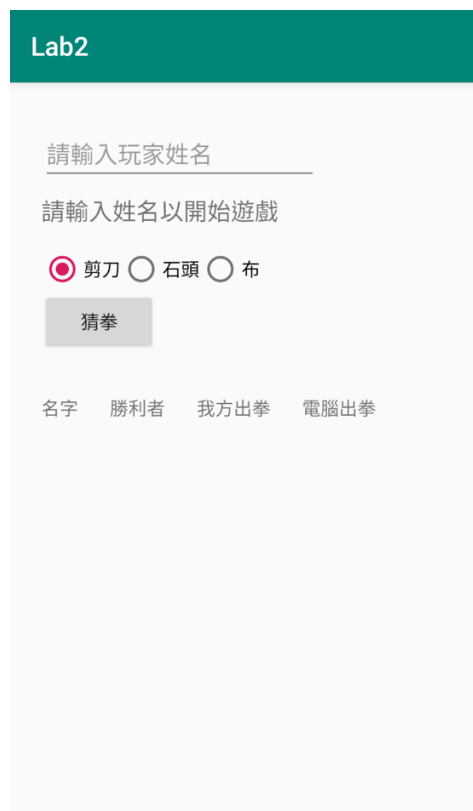 Lab2
請輸入玩家姓名
請輸入姓名以開始遊戲
剪刀 石頭 布
猜拳
名字 勝利者 我方出拳 電腦出拳